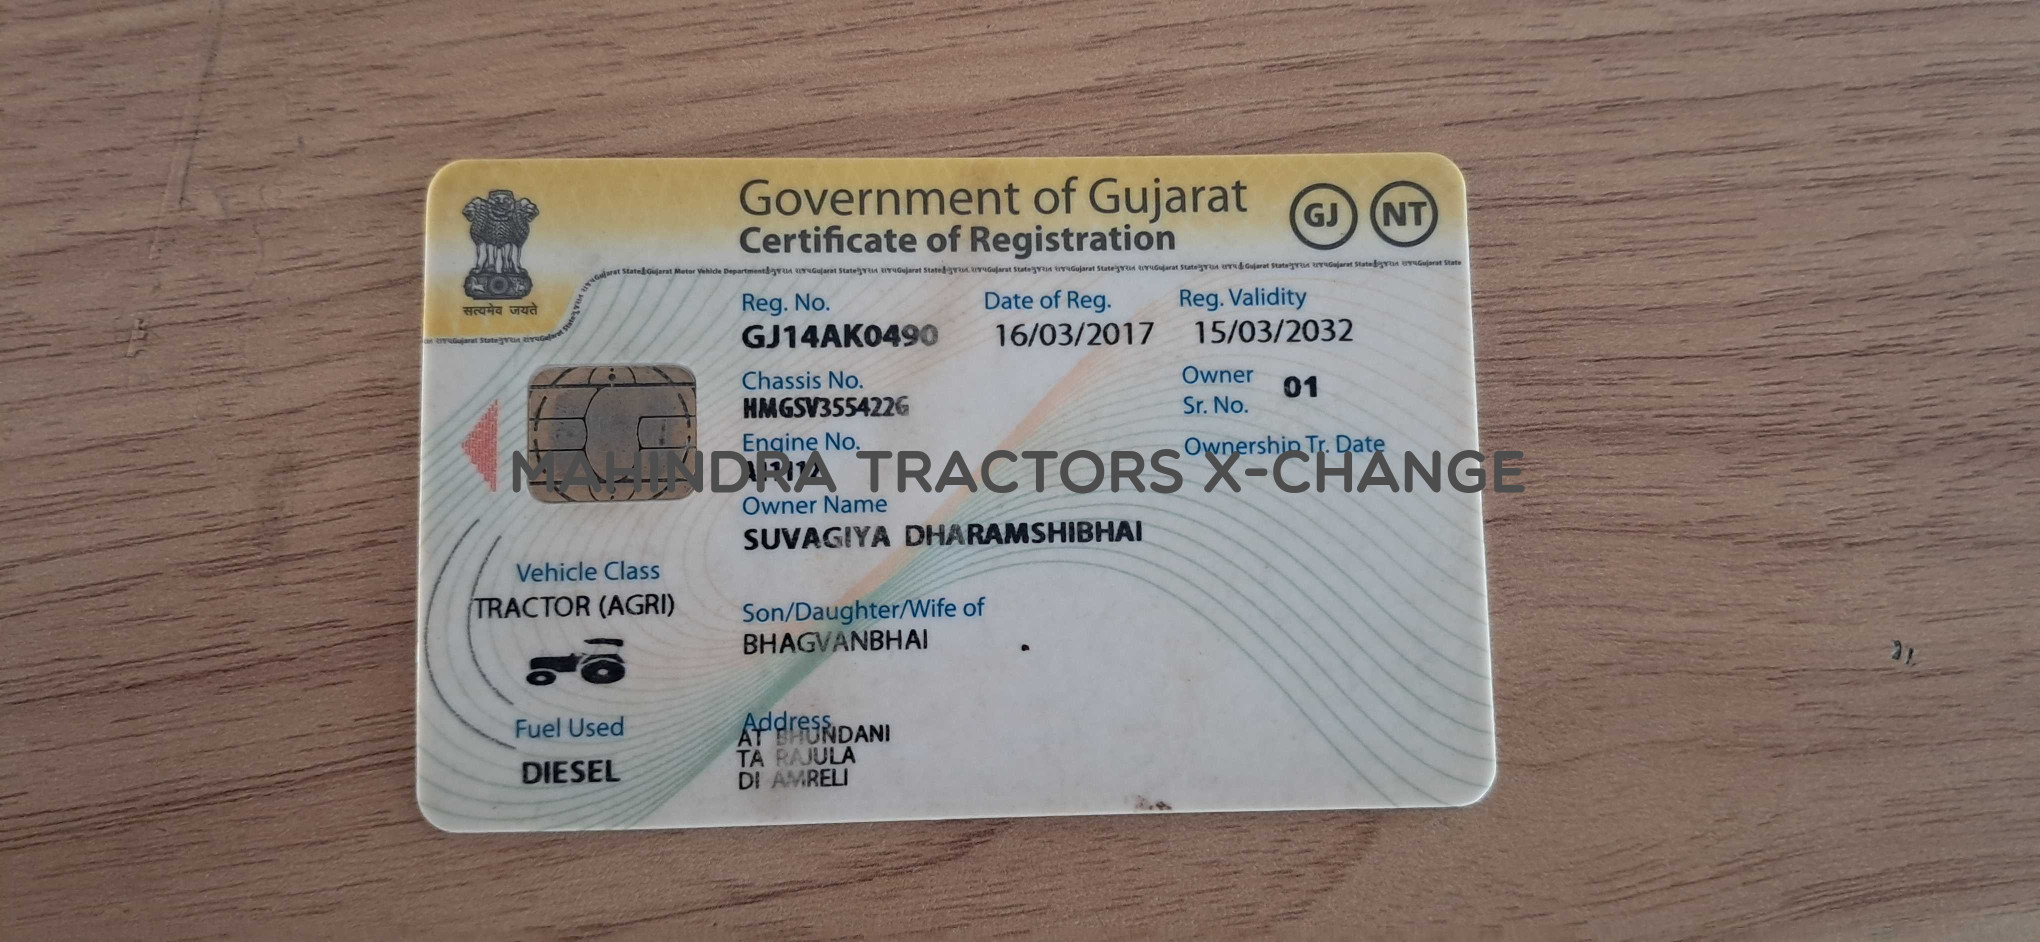 Government of Gujarat
Certificate of Registration
GJ NT
सत्यमेव जयते
Reg. No. Date of Reg. Reg. Validity
GJ14AK0490 16/03/2017 15/03/2032
Chassis No.
HMGSV355422G
Owner Sr. No. 01
Engine No.
Ownership Tr. Date
MAHINDRA TRACTORS X-CHANGE
Owner Name
SUVAGIYA DHARAMSHIBHAI
Vehicle Class
TRACTOR (AGRI)
Son/Daughter/Wife of
BHAGVANBHAI
Fuel Used
DIESEL
Address
AT BHUNDANI
TA RAJULA
DI AMRELI